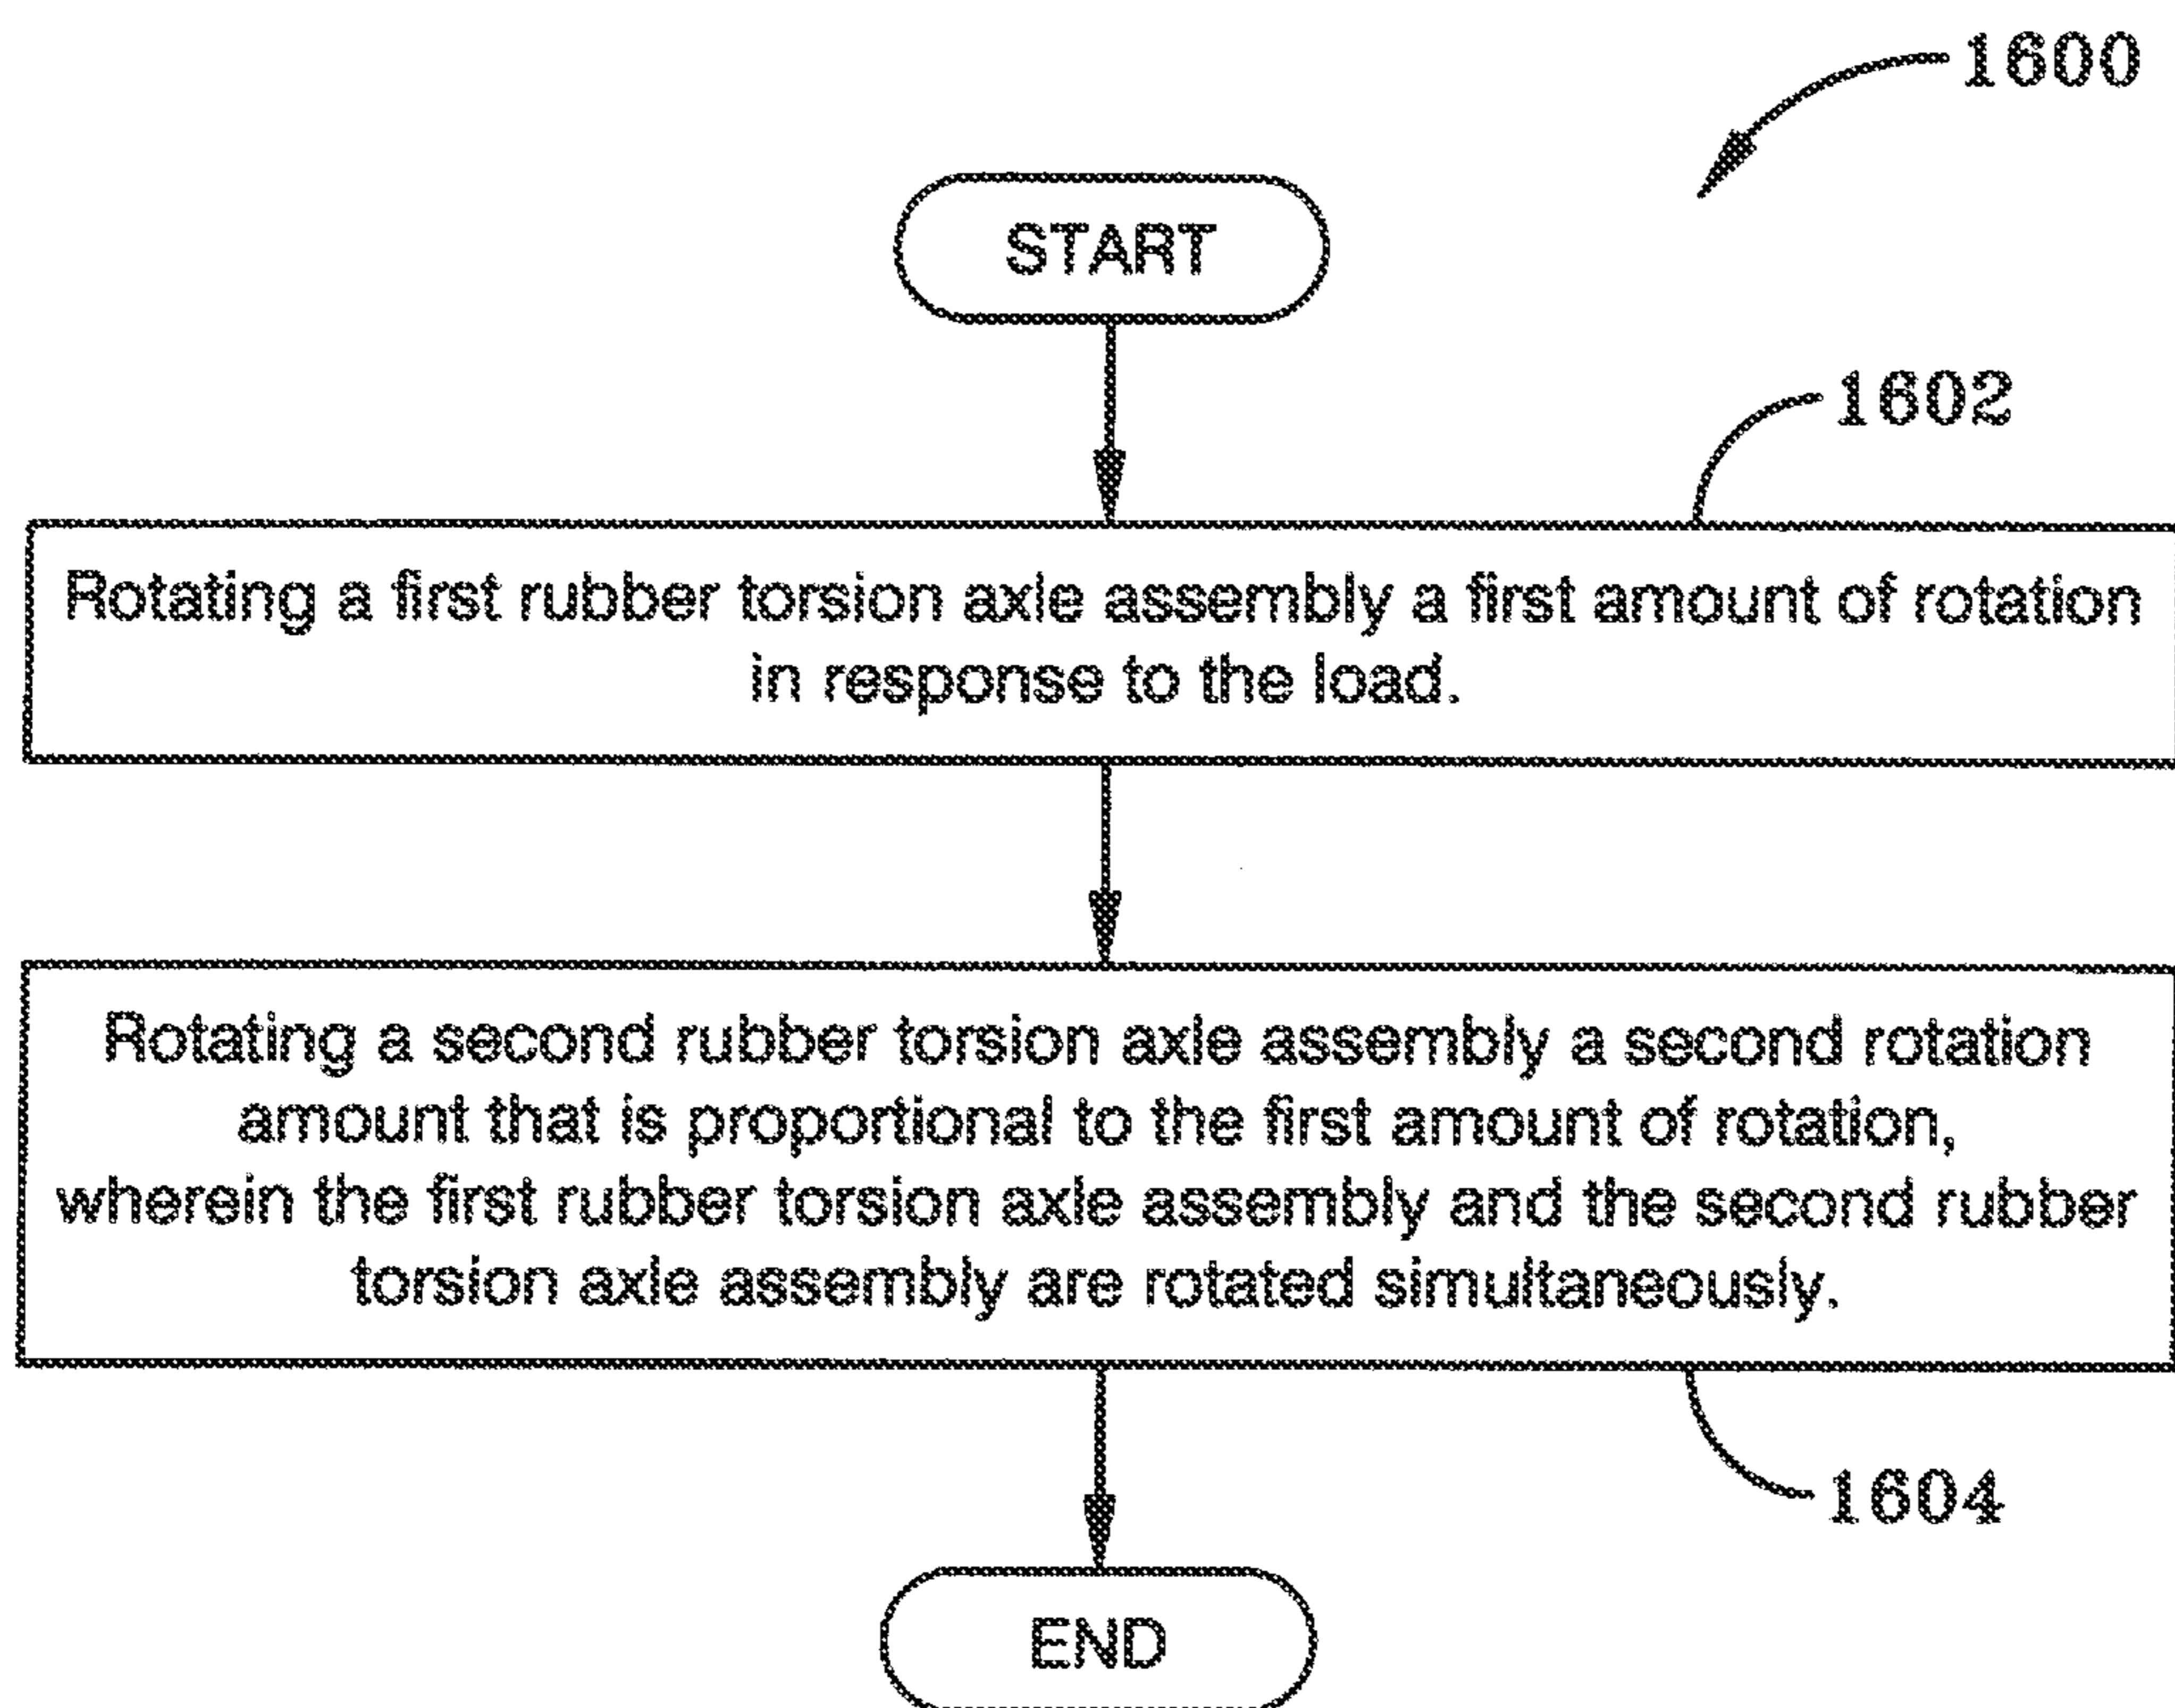 1600
START
1602
Rotating a first rubber torsion axle assembly a first amount of rotation
in response to the load.
Rotating a second rubber torsion axle assembly a second rotation
amount that is proportional to the first amount of rotation,
wherein the first rubber torsion axle assembly and the second rubber
torsion axle assembly are rotated simultaneously.
1604
END